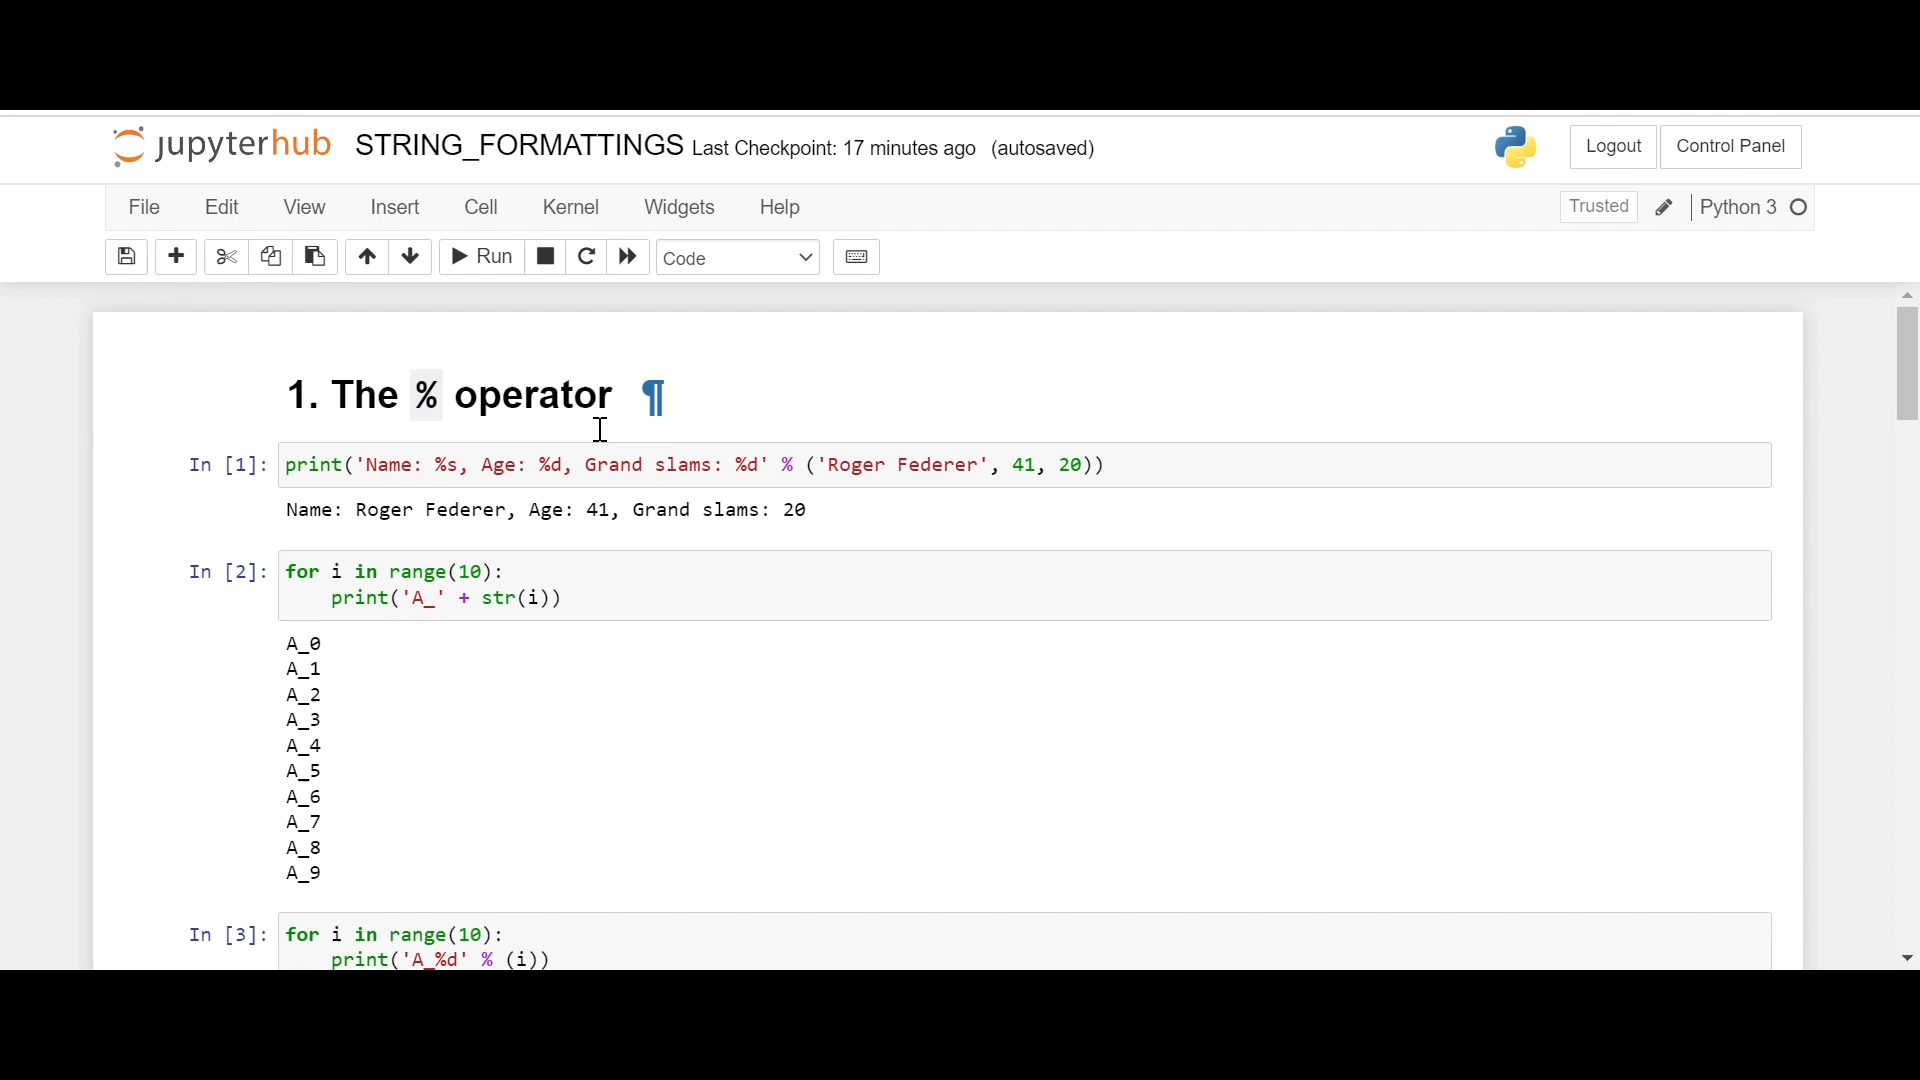 jupyterhub STRING_FORMATTINGS Last Checkpoint: 17 minutes ago (autosaved) Logout Control Panel
File Edit View Insert Cell Kernel Widgets Help Trusted Python 3
Run Code
1. The % operator ¶
In [1]: print('Name: %s, Age: %d, Grand slams: %d' % ('Roger Federer', 41, 20))
Name: Roger Federer, Age: 41, Grand slams: 20
In [2]: for i in range(10):
print('A_' + str(i))
A_0
A_1
A_2
A_3
A_4
A_5
A_6
A_7
A_8
A_9
In [3]: for i in range(10):
print('A_%d' % (i))